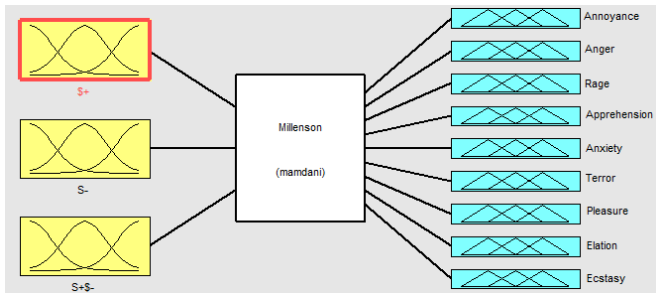 S+
S-
S+S-
Millenson
(mamdani)
Annoyance
Anger
Rage
Apprehension
Anxiety
Terror
Pleasure
Elation
Ecstasy